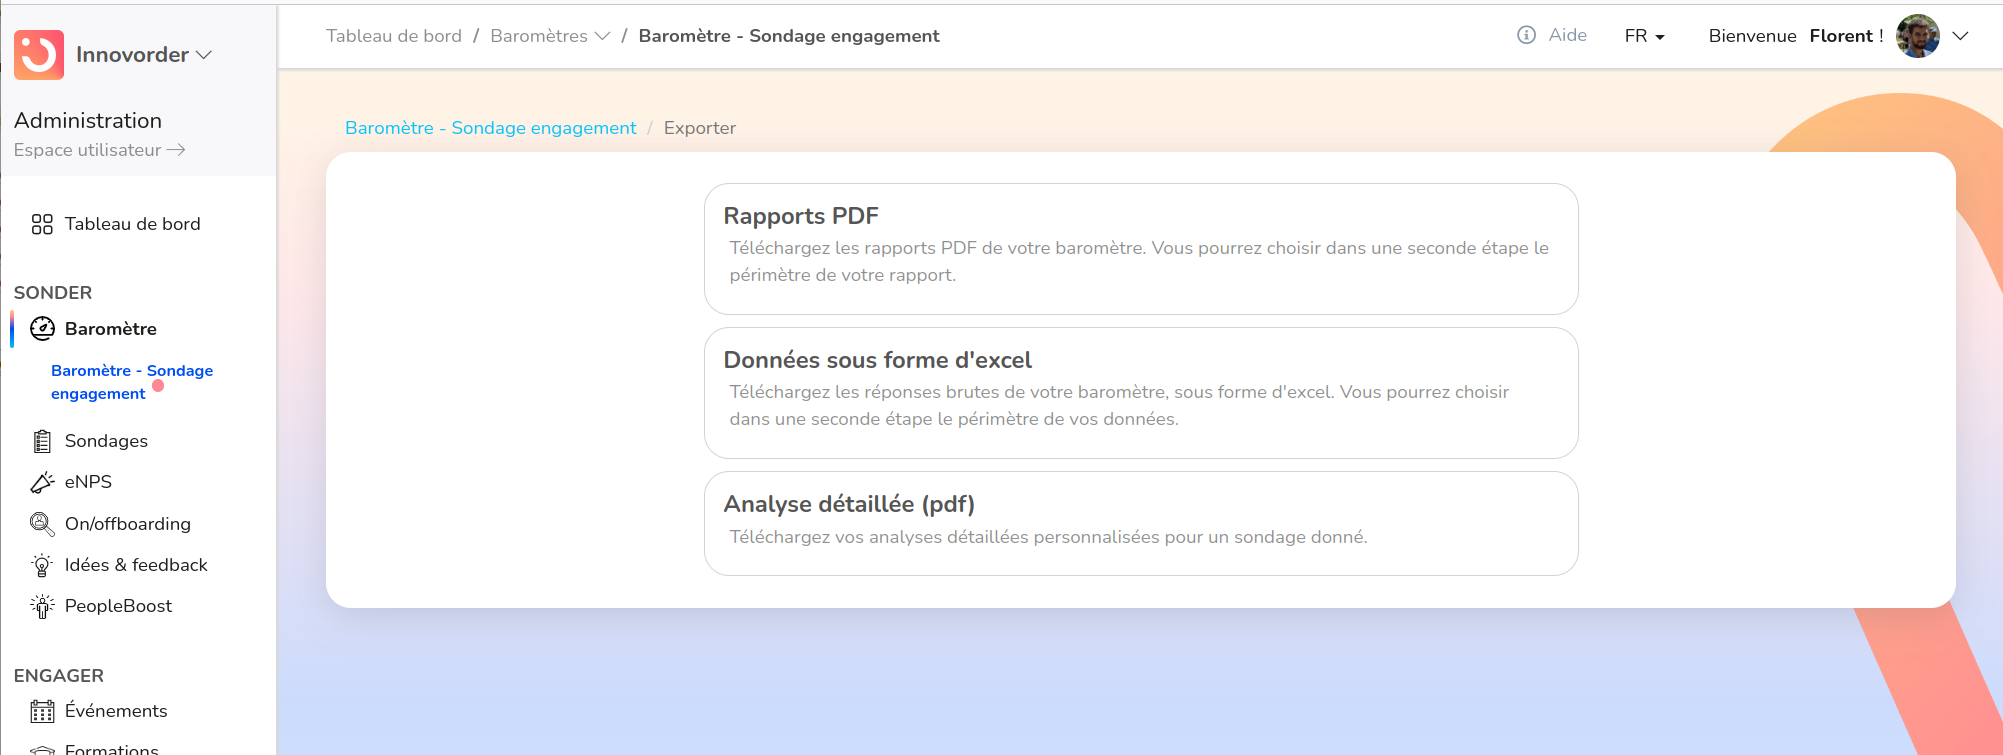 Innovorder
Administration
Espace utilisateur
Tableau de bord
SONDER
Baromètre
Baromètre - Sondage
engagement
Sondages
eNPS
On/offboarding
Idées & feedback
PeopleBoost
ENGAGER
Événements
Formations
Tableau de bord / Baromètres / Baromètre - Sondage engagement
Aide
FR
Bienvenue Florent !
Baromètre - Sondage engagement / Exporter
Rapports PDF
Téléchargez les rapports PDF de votre baromètre. Vous pourrez choisir dans une seconde étape le
périmètre de votre rapport.
Données sous forme d'excel
Téléchargez les réponses brutes de votre baromètre, sous forme d'excel. Vous pourrez choisir
dans une seconde étape le périmètre de vos données.
Analyse détaillée (pdf)
Téléchargez vos analyses détaillées personnalisées pour un sondage donné.